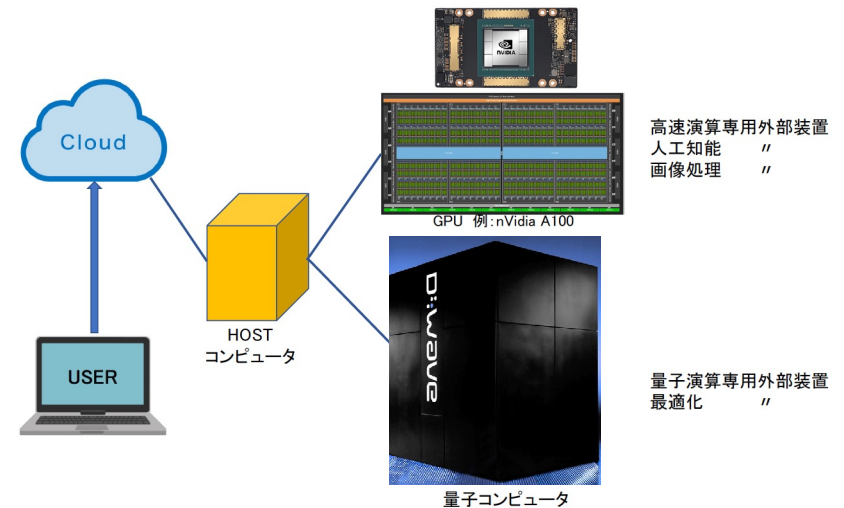 NVIDIA
Cloud
高速演算専用外部装置
人工知能　　〃
画像処理　　〃
GPU 例：nVidia A100
HOST
コンピュータ
USER
D:wave
量子演算専用外部装置
最適化　　〃
量子コンピュータ